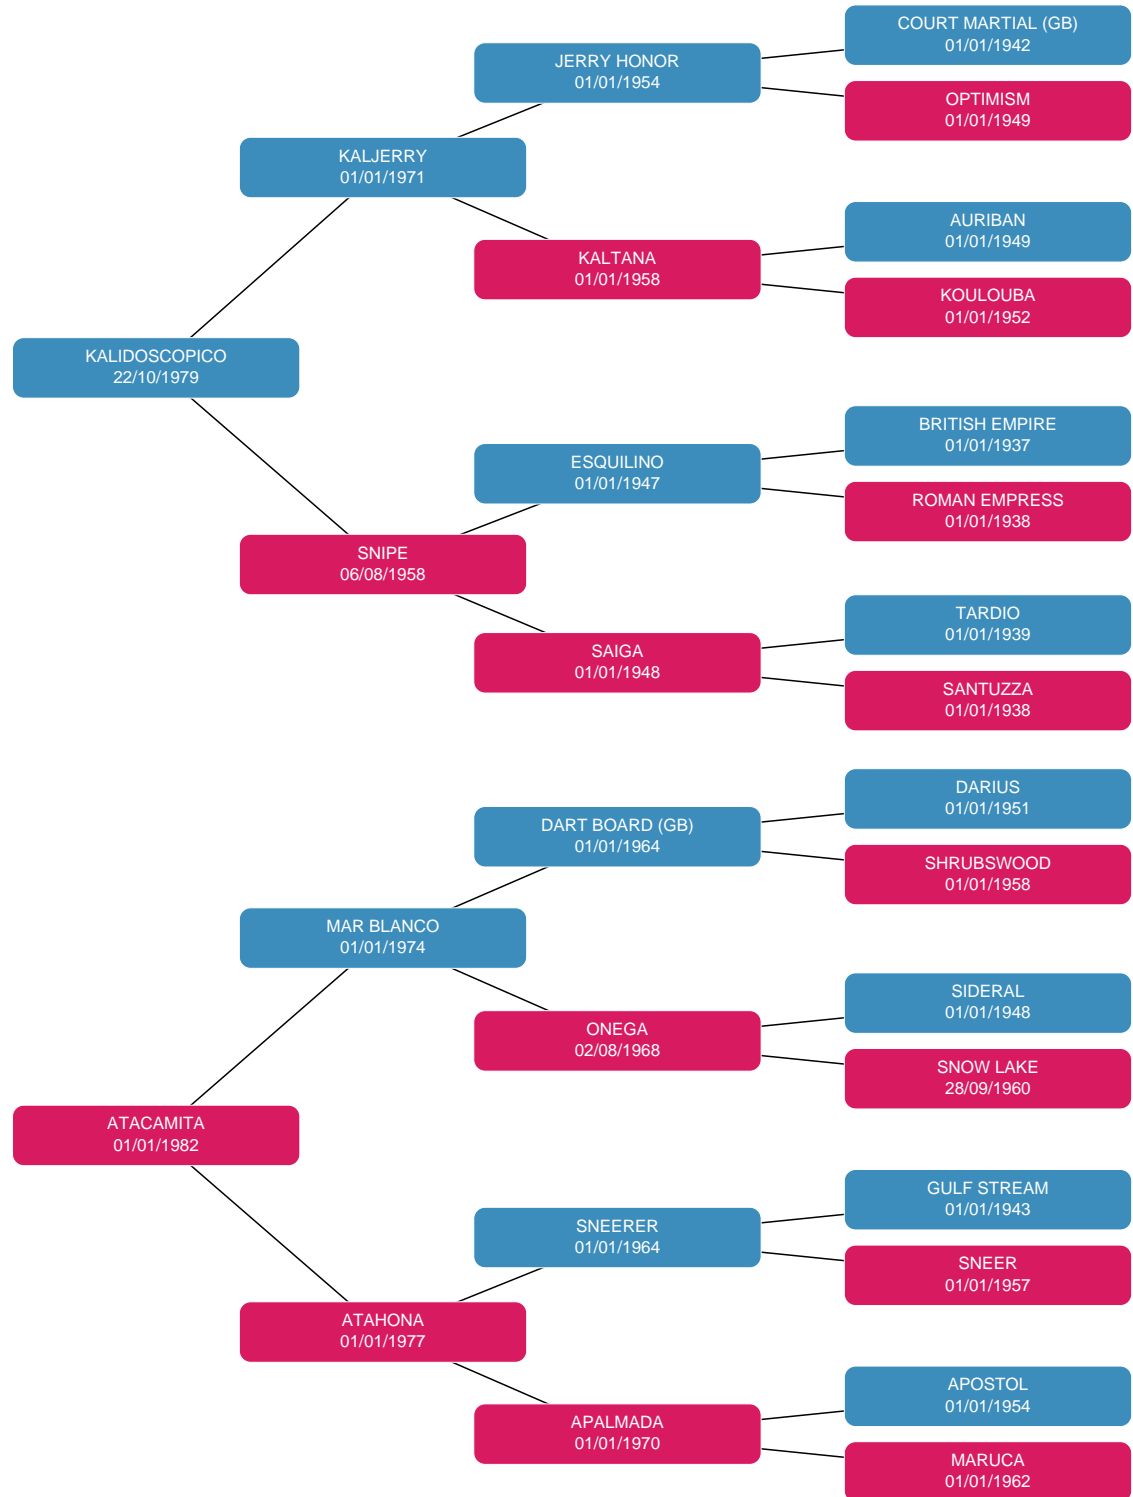 COURT MARTIAL (GB)
01/01/1942
JERRY HONOR
01/01/1954
OPTIMISM
01/01/1949
KALJERRY
01/01/1971
AURIBAN
01/01/1949
KALTANA
01/01/1958
KOULOUBA
01/01/1952
KALIDOSCOPICO
22/10/1979
BRITISH EMPIRE
01/01/1937
ESQUILINO
01/01/1947
ROMAN EMPRESS
01/01/1938
SNIPE
06/08/1958
TARDIO
01/01/1939
SAIGA
01/01/1948
SANTUZZA
01/01/1938
DARIUS
01/01/1951
DART BOARD (GB)
01/01/1964
SHRUBSWOOD
01/01/1958
MAR BLANCO
01/01/1974
SIDERAL
01/01/1948
ONEGA
02/08/1968
SNOW LAKE
28/09/1960
ATACAMITA
01/01/1982
GULF STREAM
01/01/1943
SNEERER
01/01/1964
SNEER
01/01/1957
ATAHONA
01/01/1977
APOSTOL
01/01/1954
APALMADA
01/01/1970
MARUCA
01/01/1962